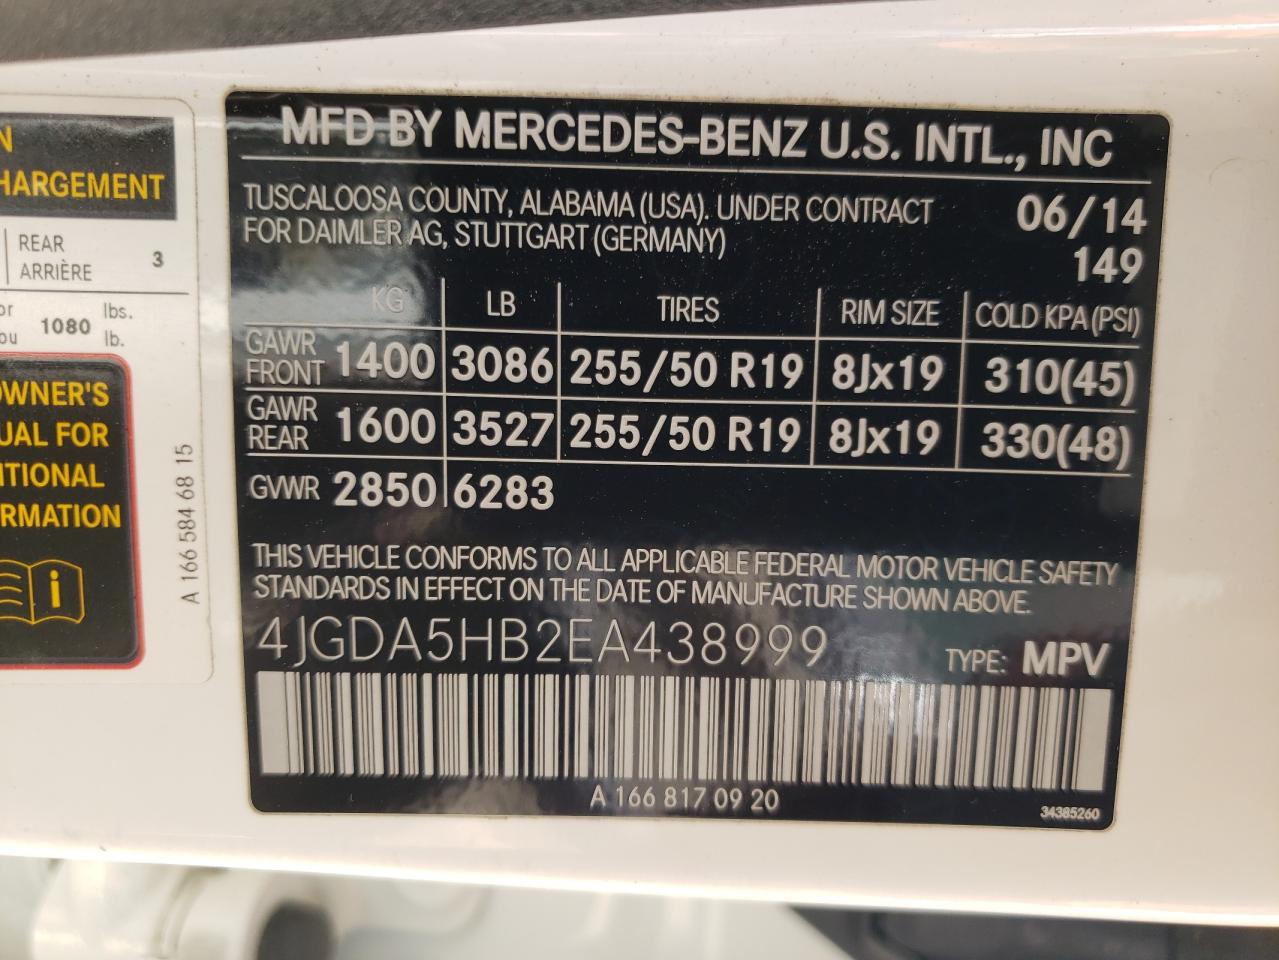 N
HARGEMENT
REAR
ARRIÈRE
3
or
ou
1080
lbs.
lb.
OWNER'S
UAL FOR
ITIONAL
RMATION
i
A 166 584 68 15
MFD BY MERCEDES-BENZ U.S. INTL., INC
TUSCALOOSA COUNTY, ALABAMA (USA). UNDER CONTRACT
FOR DAIMLER AG, STUTTGART (GERMANY)
06/14
149
KG LB TIRES RIM SIZE COLD KPA (PSI)
GAWR
FRONT 1400 3086 255/50 R19 8Jx19 310(45)
GAWR
REAR 1600 3527 255/50 R19 8Jx19 330(48)
GVWR 2850 6283
THIS VEHICLE CONFORMS TO ALL APPLICABLE FEDERAL MOTOR VEHICLE SAFETY
STANDARDS IN EFFECT ON THE DATE OF MANUFACTURE SHOWN ABOVE.
4JGDA5HB2EA438999 TYPE: MPV
A 166 817 09 20
34385260